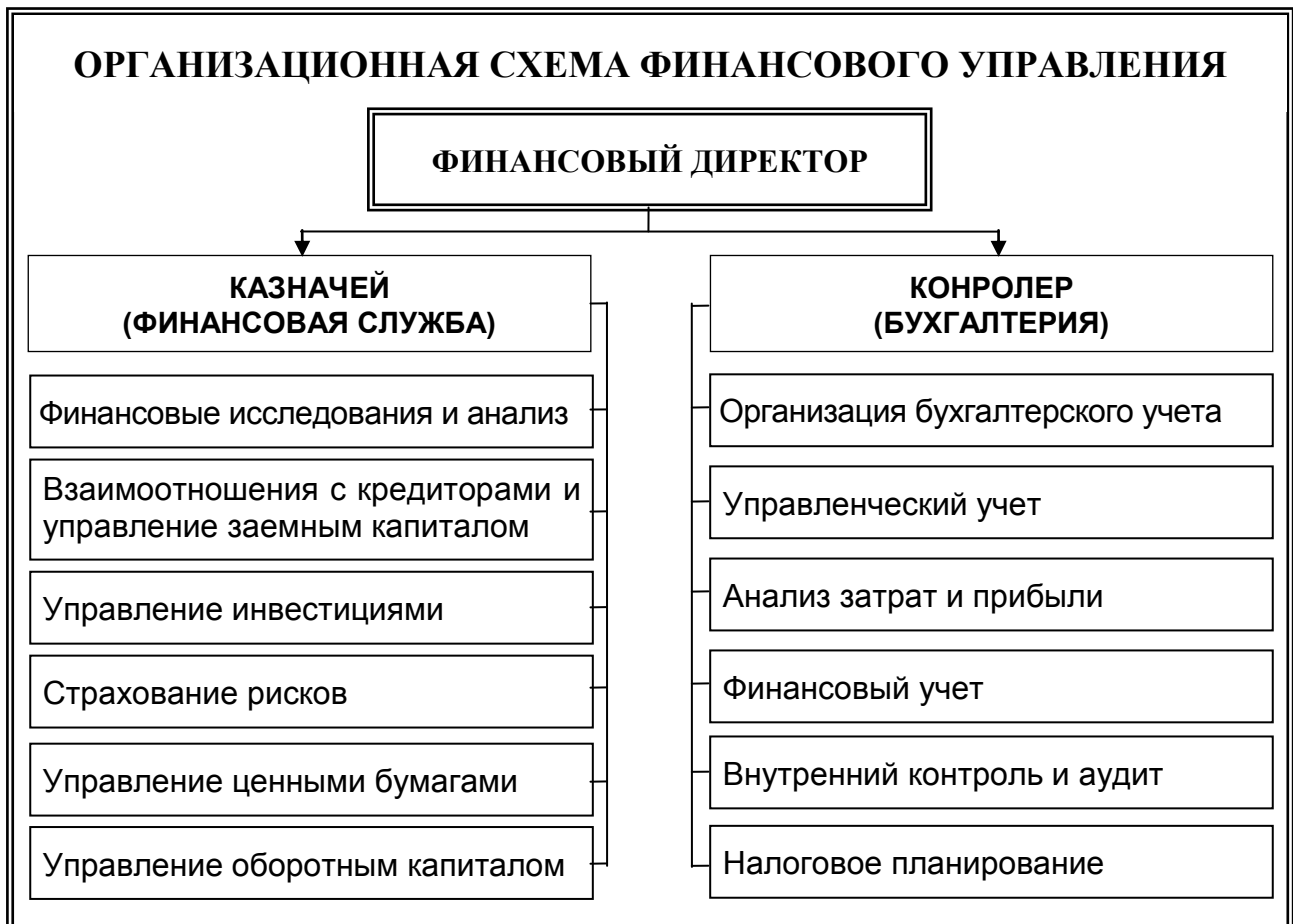 ОРГАНИЗАЦИОННАЯ СХЕМА ФИНАНСОВОГО УПРАВЛЕНИЯ
ФИНАНСОВЫЙ ДИРЕКТОР
КАЗНАЧЕЙ
(ФИНАНСОВАЯ СЛУЖБА)
Финансовые исследования и анализ
Взаимоотношения с кредиторами и
управление заемным капиталом
Управление инвестициями
Страхование рисков
Управление ценными бумагами
Управление оборотным капиталом
КОНРОЛЕР
(БУХГАЛТЕРИЯ)
Организация бухгалтерского учета
Управленческий учет
Анализ затрат и прибыли
Финансовый учет
Внутренний контроль и аудит
Налоговое планирование